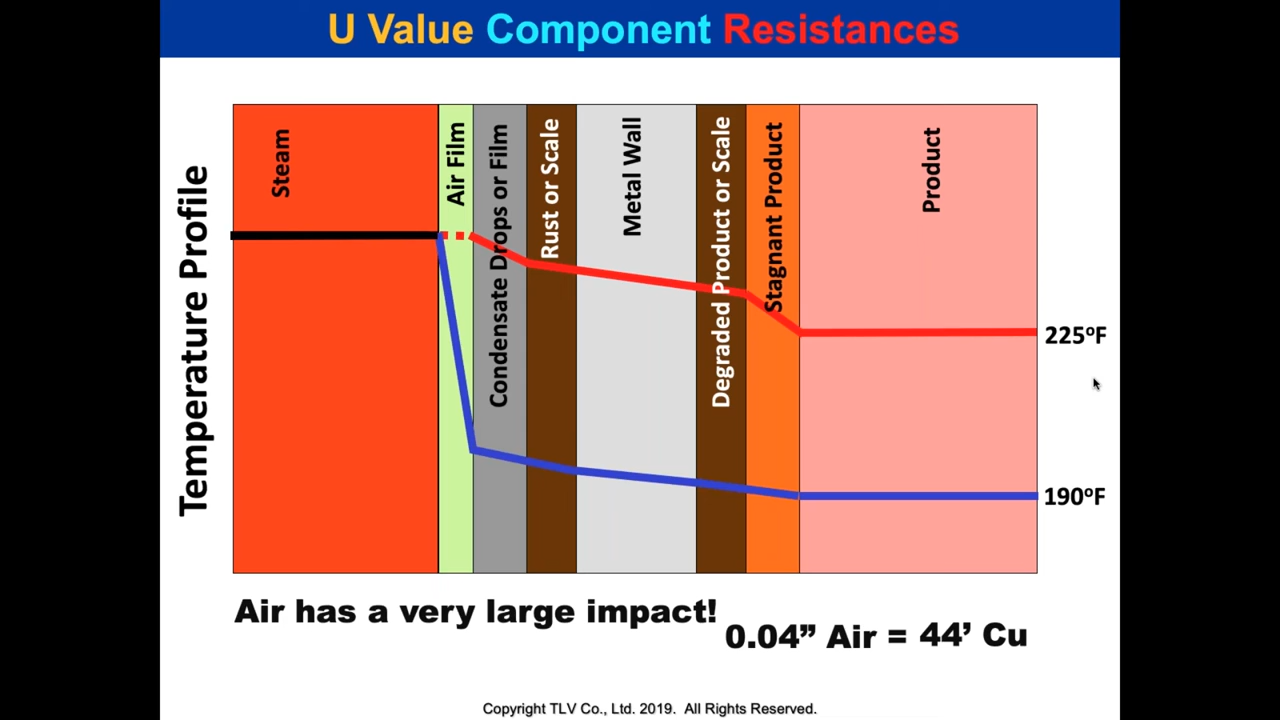 U Value Component Resistances
Temperature Profile
Steam
Air Film
Condensate Drops or Film
Rust or Scale
Metal Wall
Degraded Product or Scale
Stagnant Product
Product
225ºF
190ºF
Air has a very large impact!
0.04” Air = 44’ Cu
Copyright TLV Co., Ltd. 2019. All Rights Reserved.